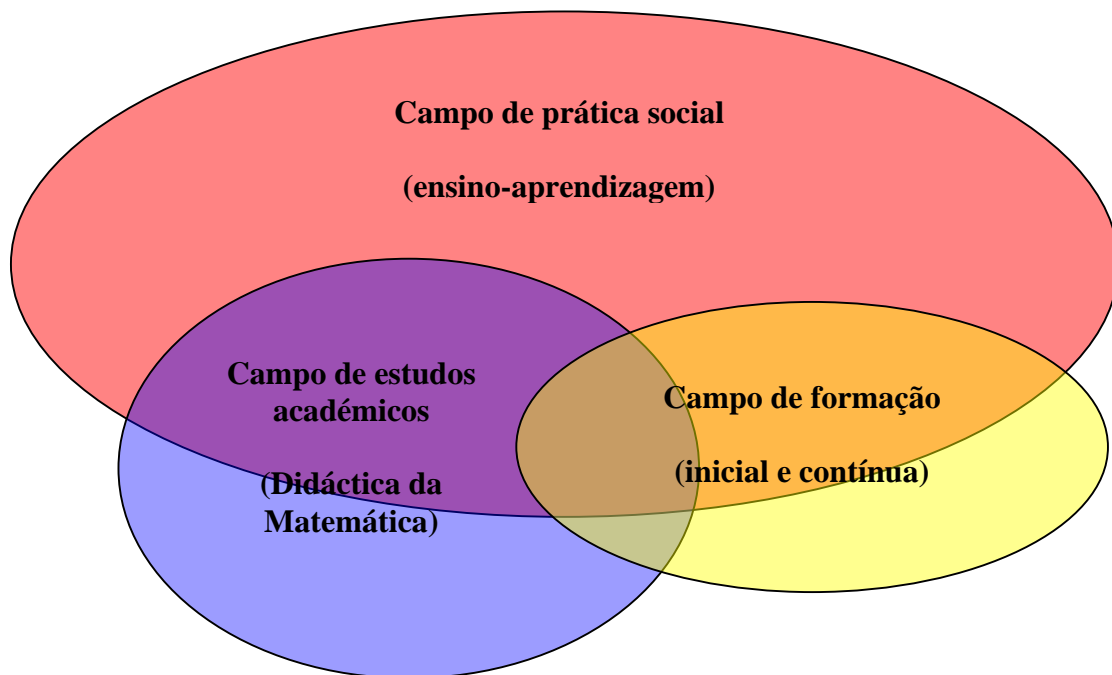 Campo de prática social
(ensino-aprendizagem)
Campo de estudos
académicos
(Didáctica da
Matemática)
Campo de formação
(inicial e contínua)